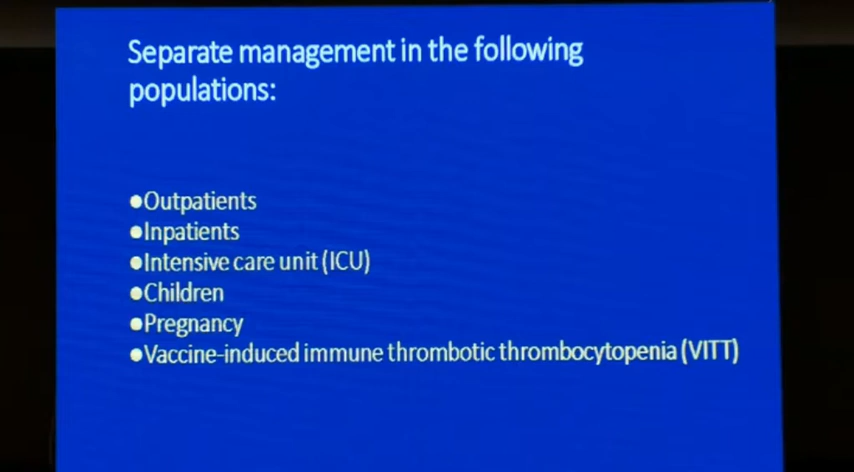 Separate management in the following
populations:
●Outpatients
●Inpatients
●Intensive care unit (ICU)
●Children
●Pregnancy
●Vaccine-induced immune thrombotic thrombocytopenia (VITT)